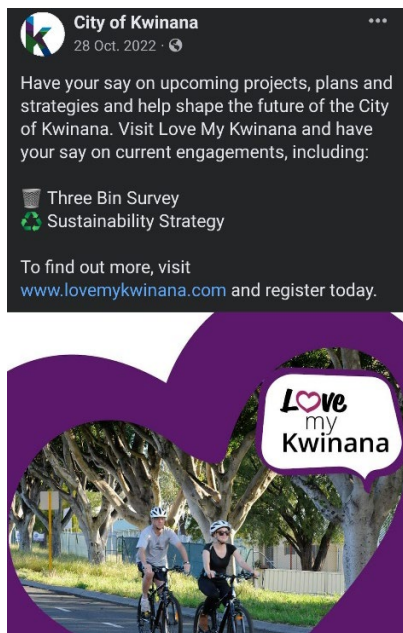 City of Kwinana
28 Oct. 2022 ·
Have your say on upcoming projects, plans and
strategies and help shape the future of the City
of Kwinana. Visit Love My Kwinana and have
your say on current engagements, including:
🗑️ Three Bin Survey
♻️ Sustainability Strategy
To find out more, visit
www.lovemykwinana.com and register today.
Love
my
Kwinana